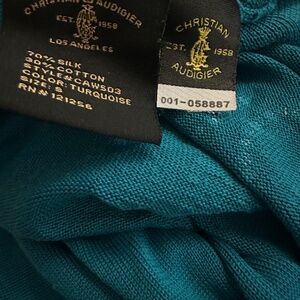 CHRISTIAN
AUDIGIER
EST. 1958
LOS ANGELES
70% SILK
30% COTTON
STYLE#CAWS03
COLOR: TURQUOISE
SIZE: S
RN# 121256
CHRISTIAN
EST. 1958
AUDIGIER
001-058887